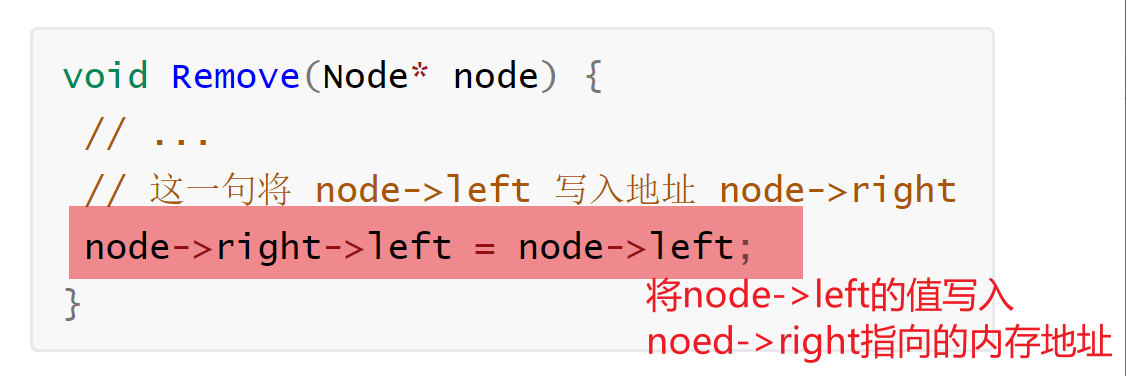 void Remove(Node* node) {
// ...
// 这一句将 node->left 写入地址 node->right
node->right->left = node->left;
}
将node->left的值写入
noed->right指向的内存地址